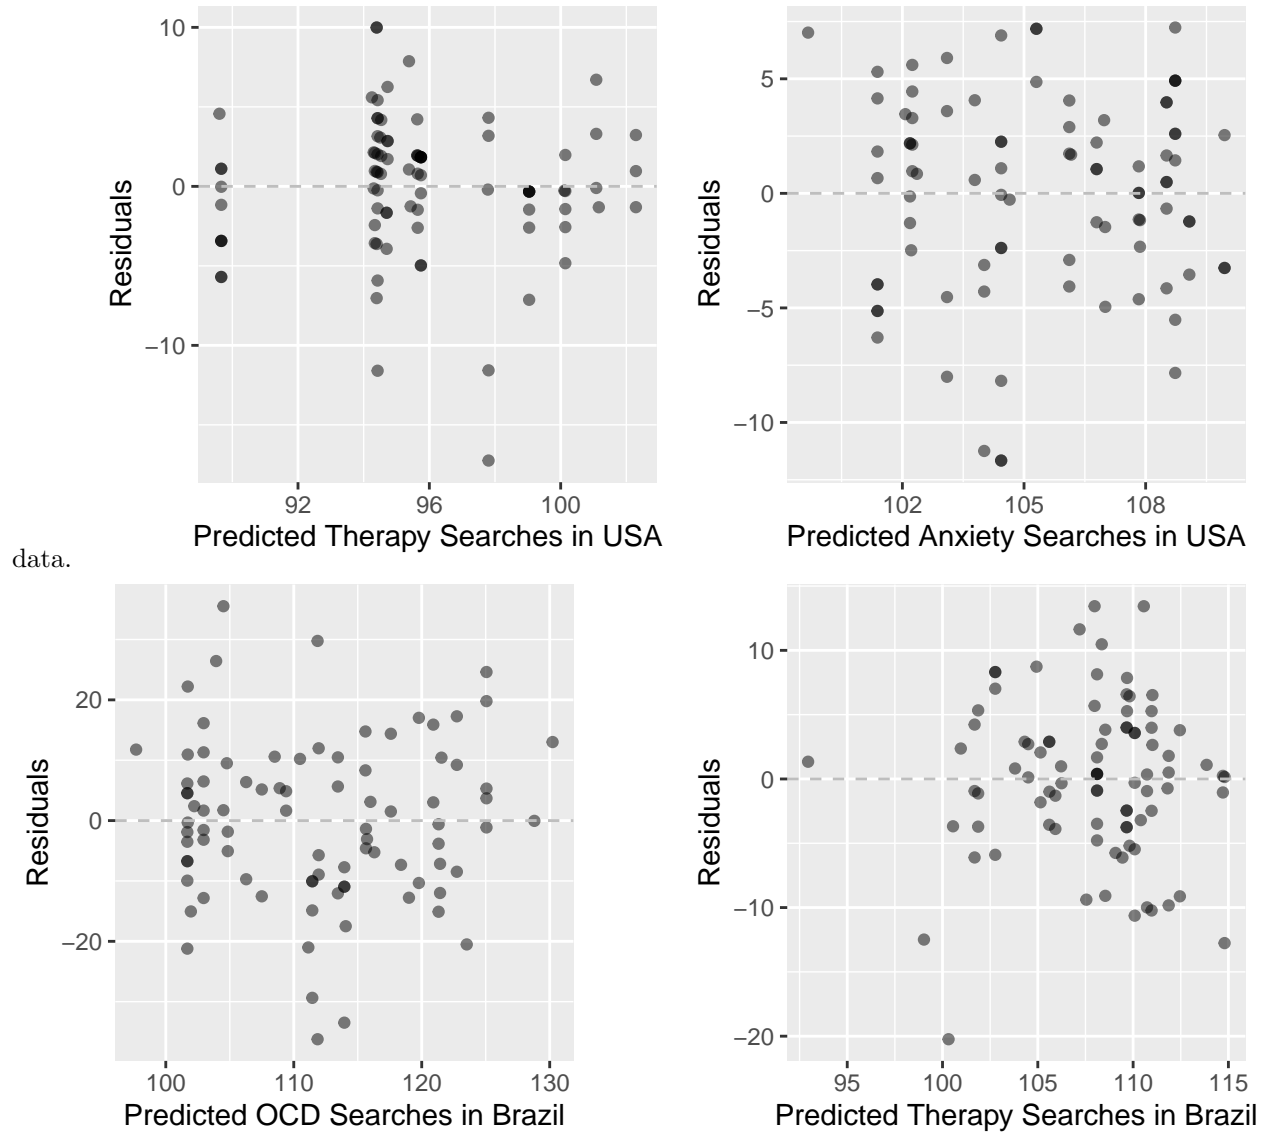 10
0
−10
Residuals
92 96 100
Predicted Therapy Searches in USA
5
0
−5
−10
Residuals
102 105 108
Predicted Anxiety Searches in USA
data.
20
0
−20
Residuals
100 110 120 130
Predicted OCD Searches in Brazil
10
0
−10
−20
Residuals
95 100 105 110 115
Predicted Therapy Searches in Brazil